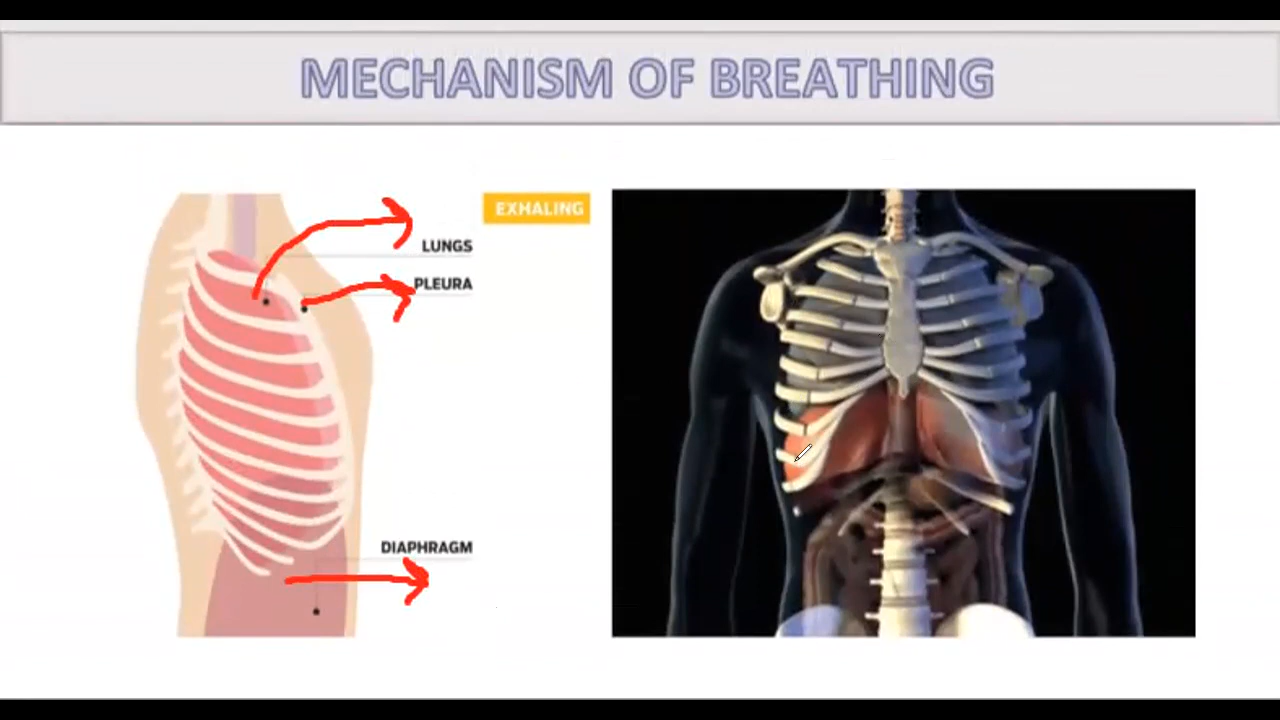 MECHANISM OF BREATHING
EXHALING
LUNGS
PLEURA
DIAPHRAGM